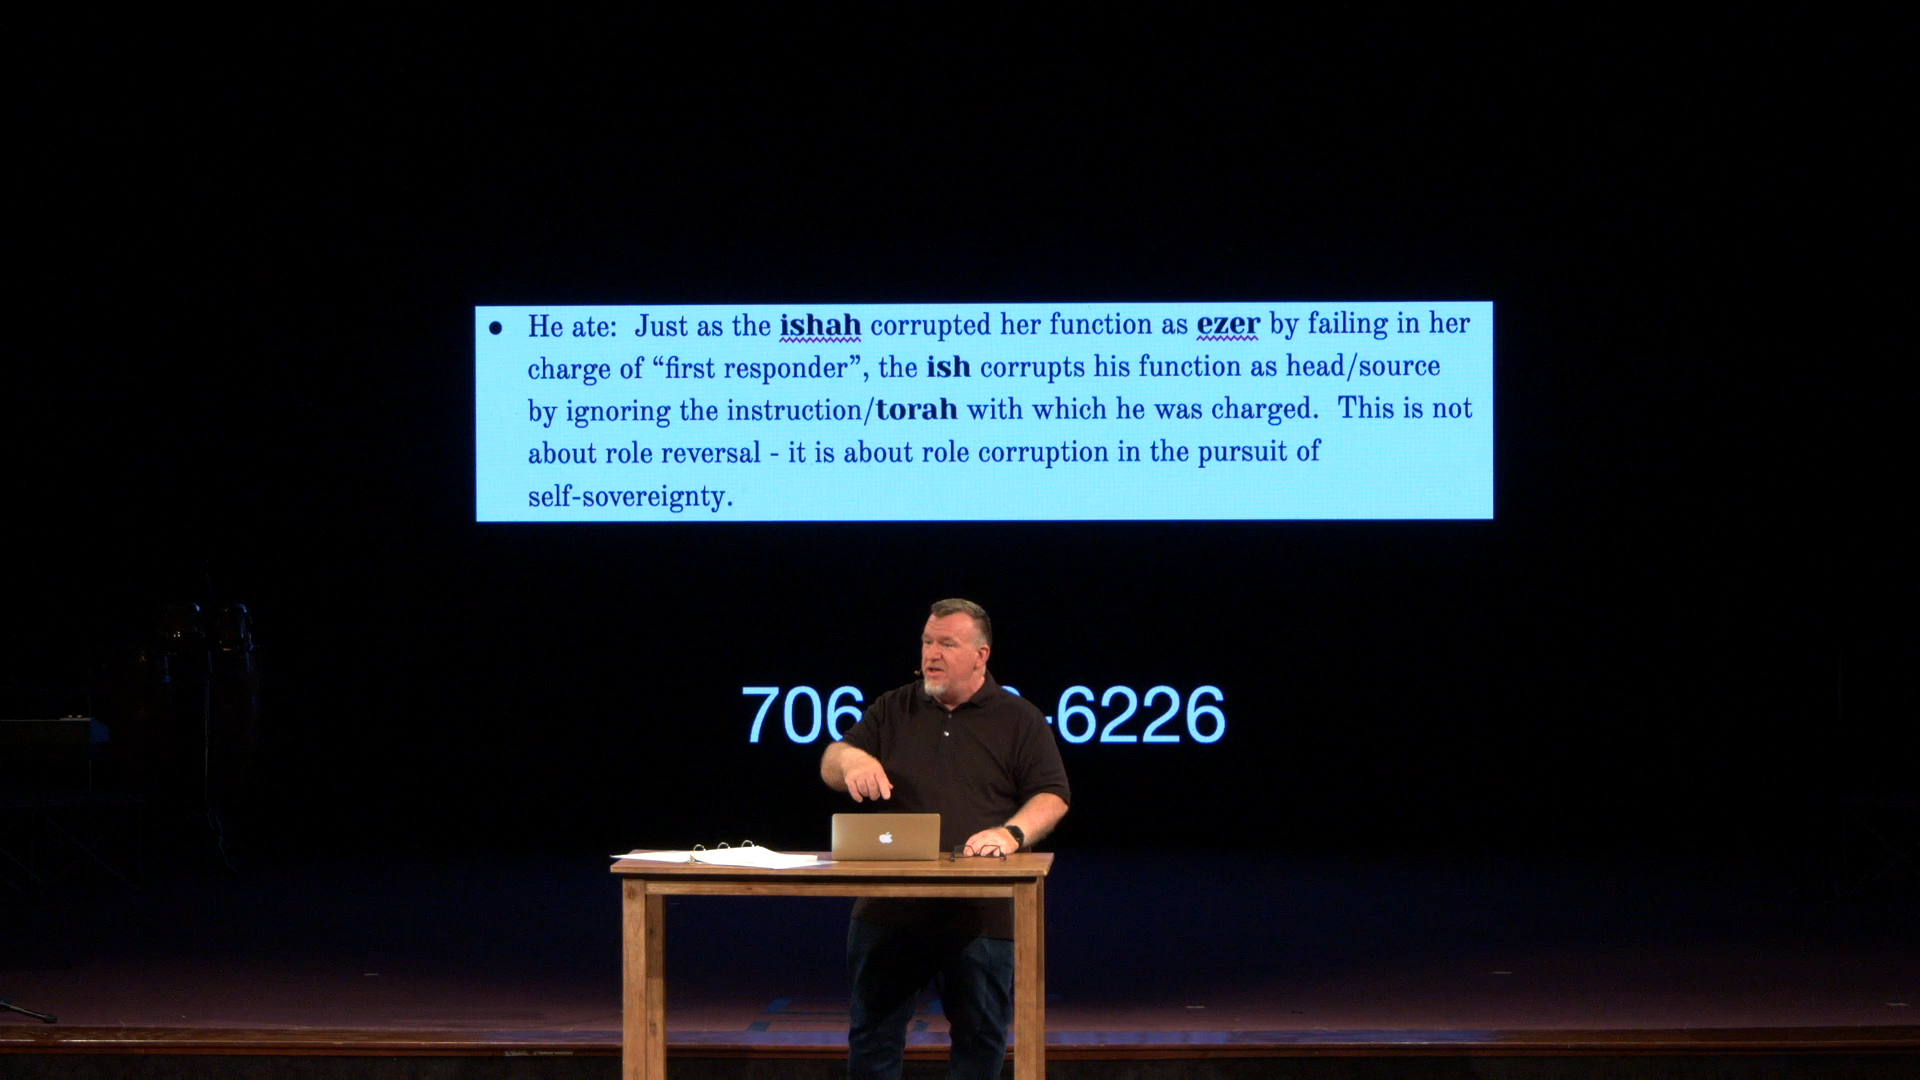 ● He ate: Just as the ishah corrupted her function as ezer by failing in her
charge of “first responder”, the ish corrupts his function as head/source
by ignoring the instruction/torah with which he was charged. This is not
about role reversal - it is about role corruption in the pursuit of
self-sovereignty.
706 -6226